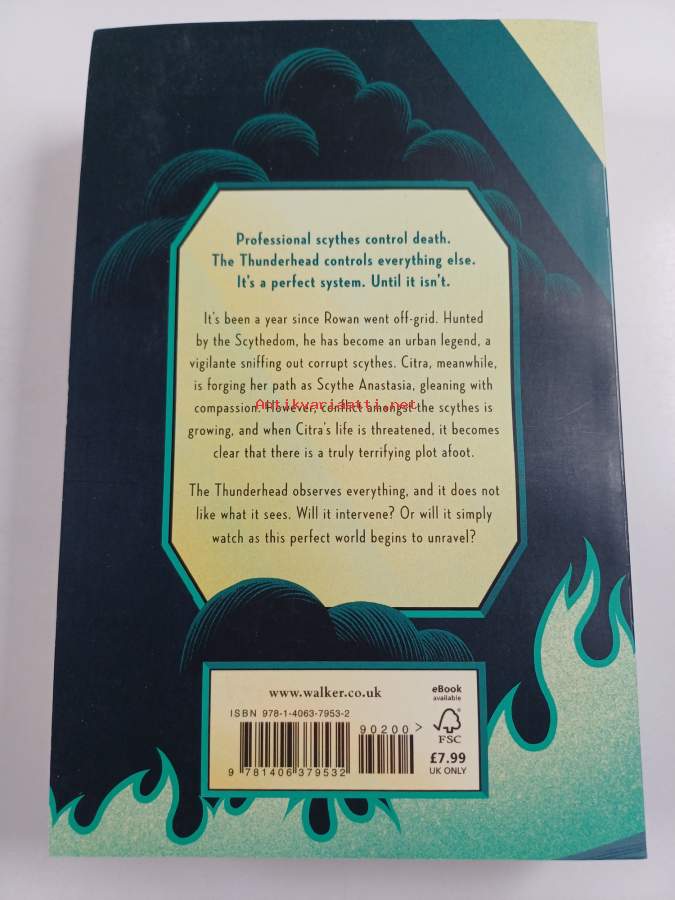 Professional scythes control death.
The Thunderhead controls everything else.
It's a perfect system. Until it isn't.
It's been a year since Rowan went off-grid. Hunted
by the Scythedom, he has become an urban legend, a
vigilante sniffing out corrupt scythes. Citra, meanwhile,
is forging her path as Scythe Anastasia, gleaning with
compassion. However, conflict amongst the scythes is
Antikvariaatti.net
growing, and when Citra's life is threatened, it becomes
clear that there is a truly terrifying plot afoot.
The Thunderhead observes everything, and it does not
like what it sees. Will it intervene? Or will it simply
watch as this perfect world begins to unravel?
www.walker.co.uk
ISBN 978-1-4063-7953-2
90200 >
9 781406 379532
eBook
available
FSC
£7.99
UK ONLY